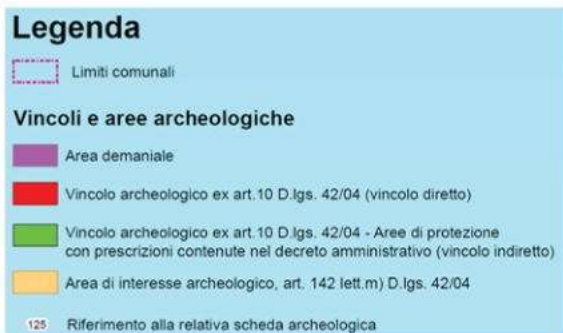 Legenda
Limiti comunali
Vincoli e aree archeologiche
Area demaniale
Vincolo archeologico ex art.10 D.lgs. 42/04 (vincolo diretto)
Vincolo archeologico ex art.10 D.lgs. 42/04 - Aree di protezione
con prescrizioni contenute nel decreto amministrativo (vincolo indiretto)
Area di interesse archeologico, art. 142 lett.m) D.lgs. 42/04
125 Riferimento alla relativa scheda archeologica